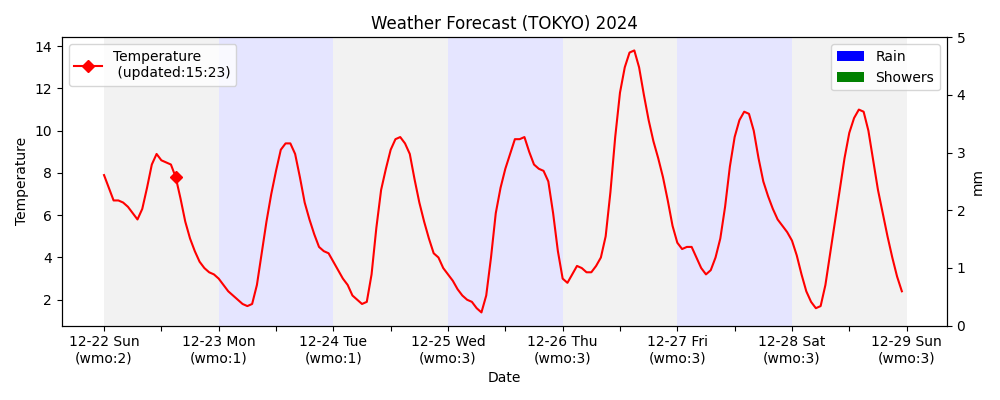 Weather Forecast (TOKYO) 2024
Temperature
(updated:15:23)
Rain
Showers
14
12
10
8
6
4
2
Temperature
5
4
3
2
1
0
mm
12-22 Sun 12-23 Mon 12-24 Tue 12-25 Wed 12-26 Thu 12-27 Fri 12-28 Sat 12-29 Sun
(wmo:2) (wmo:1) (wmo:1) (wmo:3) (wmo:3) (wmo:3) (wmo:3) (wmo:3)
Date